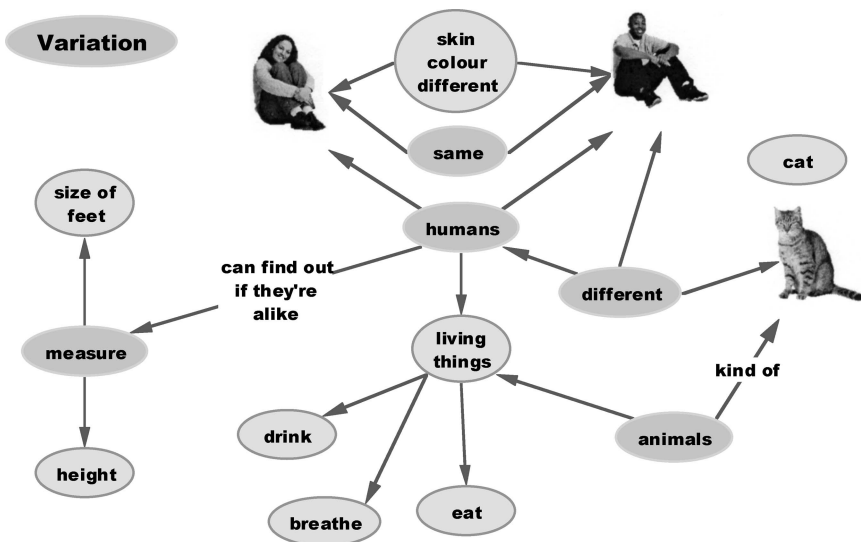 Variation
skin
colour
different
same
cat
size of
feet
humans
can find out
if they're
alike
different
measure
living
things
kind of
drink
animals
height
breathe
eat